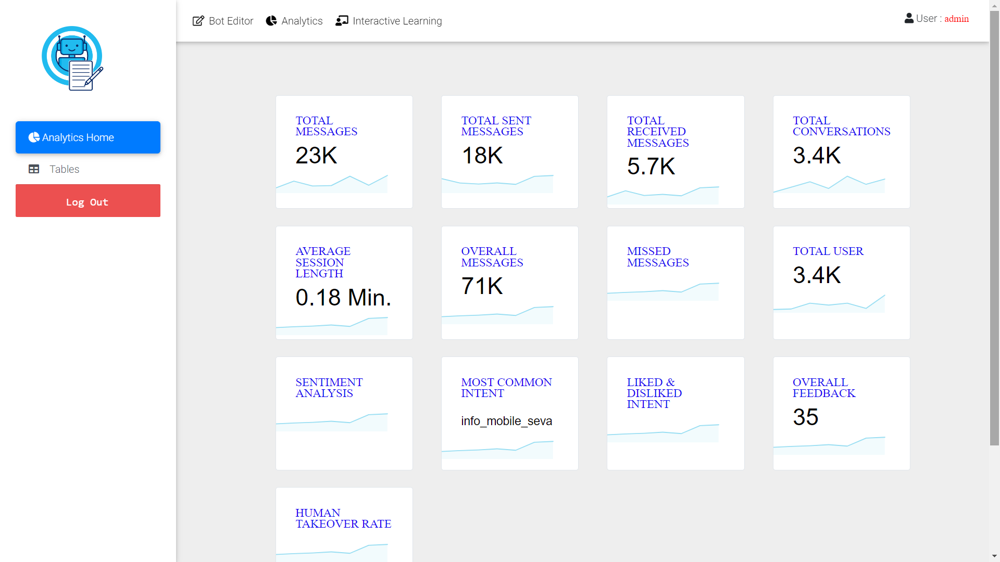 Bot Editor
Analytics
Interactive Learning
User : admin
Analytics Home
Tables
Log Out
TOTAL
MESSAGES
23K
TOTAL SENT
MESSAGES
18K
TOTAL
RECEIVED
MESSAGES
5.7K
TOTAL
CONVERSATIONS
3.4K
AVERAGE
SESSION
LENGTH
0.18 Min.
OVERALL
MESSAGES
71K
MISSED
MESSAGES
TOTAL USER
3.4K
SENTIMENT
ANALYSIS
MOST COMMON
INTENT
info_mobile_seva
LIKED &
DISLIKED
INTENT
OVERALL
FEEDBACK
35
HUMAN
TAKEOVER RATE